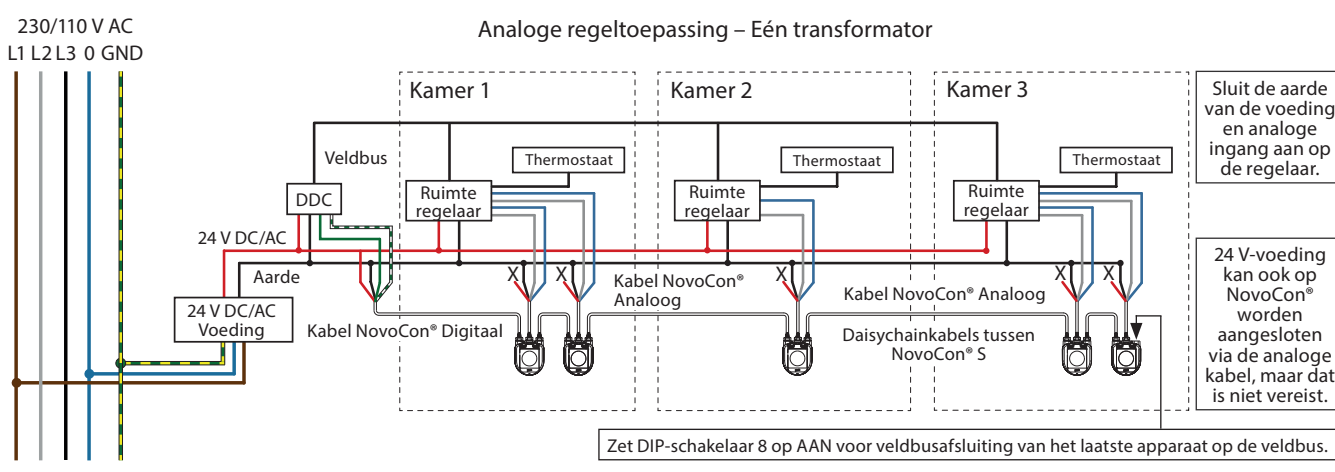 230/110 V AC
L1 L2 L3 0 GND
Analoge regeltoepassing – Eén transformator
Kamer 1
Kamer 2
Kamer 3
Sluit de aarde
van de voeding
en analoge
ingang aan op
de regelaar.
Veldbus
Thermostaat
Thermostaat
Thermostaat
DDC
Ruimte
regelaar
Ruimte
regelaar
Ruimte
regelaar
24 V DC/AC
Aarde
X
X
X
X
X
24 V DC/AC
Voeding
Kabel NovoCon® Digitaal
Kabel NovoCon®
Analoog
Kabel NovoCon® Analoog
Daisychainkabels tussen
NovoCon® S
24 V-voeding
kan ook op
NovoCon®
worden
aangesloten
via de analoge
kabel, maar dat
is niet vereist.
Zet DIP-schakelaar 8 op AAN voor veldbusafsluiting van het laatste apparaat op de veldbus.